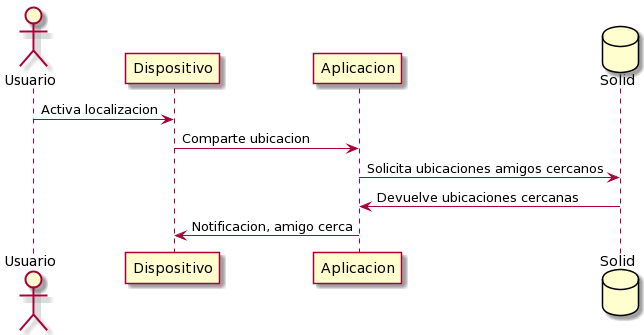 Usuario
Dispositivo
Aplicacion
Solid
Activa localizacion
Comparte ubicacion
Solicita ubicaciones amigos cercanos
Devuelve ubicaciones cercanas
Notificacion, amigo cerca
Usuario
Dispositivo
Aplicacion
Solid